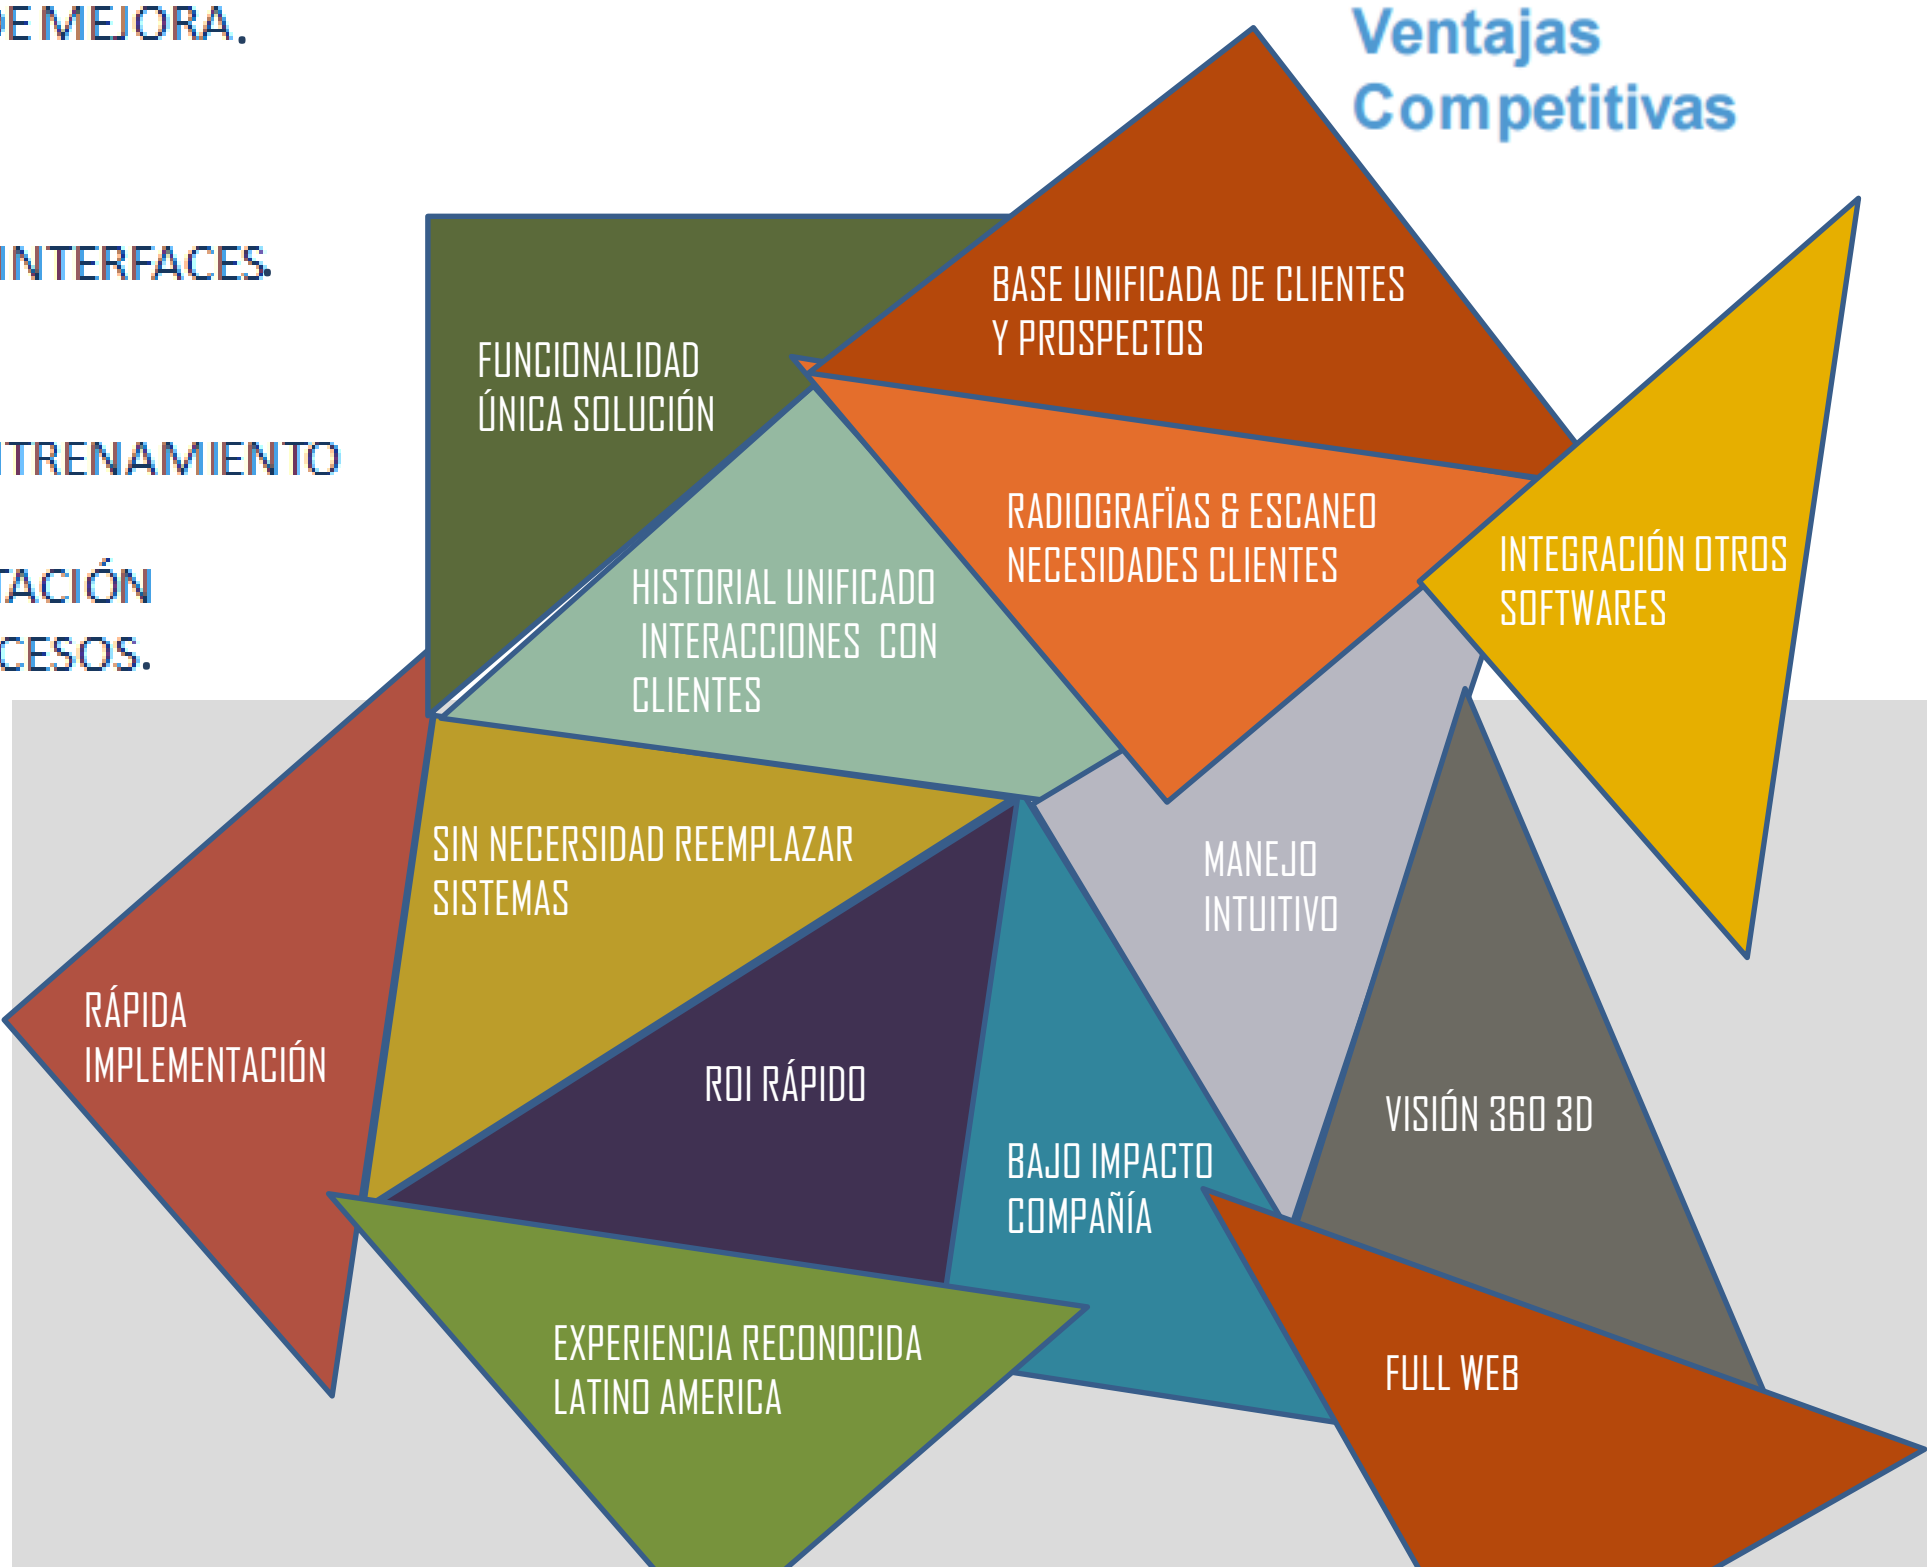 DE MEJORA.
INTERFACES.
TACIÓN
CESOS.
Ventajas
Competitivas
FUNCIONALIDAD
ÚNICA SOLUCIÓN
BASE UNIFICADA DE CLIENTES
Y PROSPECTOS
RADIOGRAFÏAS & ESCANEO
NECESIDADES CLIENTES
INTEGRACIÓN OTROS
SOFTWARES
HISTORIAL UNIFICADO
INTERACCIONES CON
CLIENTES
SIN NECERSIDAD REEMPLAZAR
SISTEMAS
MANEJO
INTUITIVO
RÁPIDA
IMPLEMENTACIÓN
ROI RÁPIDO
VISIÓN 360 3D
BAJO IMPACTO
COMPAÑÍA
EXPERIENCIA RECONOCIDA
LATINO AMERICA
FULL WEB